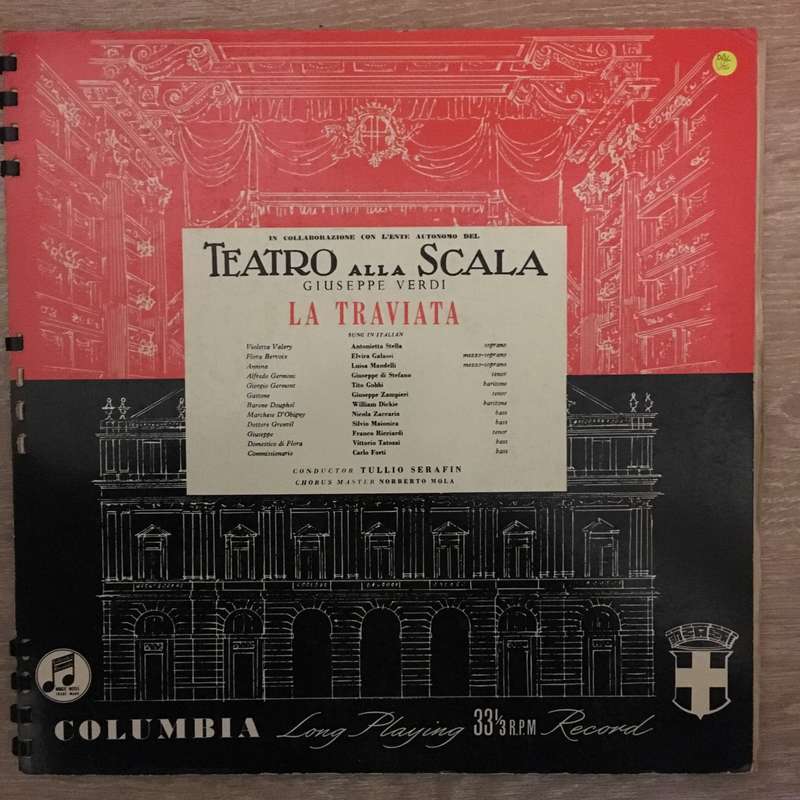 IN COLLABORAZIONE CON L'ENTE AUTONOMO DEL
TEATRO ALLA SCALA
GIUSEPPE VERDI
LA TRAVIATA
SUNG IN ITALIAN
Violetta Valery Antonietta Stella soprano
Flora Bervoix Elvira Galassi mezzo-soprano
Annina Luisa Mandelli mezzo-soprano
Alfredo Germont Giuseppe di Stefano tenor
Giorgio Germont Tito Gobbi baritone
Gastone Giuseppe Zampieri tenor
Barone Douphol William Dickie baritone
Marchese D'Obigny Nicola Zaccaria bass
Dottore Grenvil Silvio Maionica bass
Giuseppe Franco Ricciardi tenor
Domestico di Flora Vittorio Tatozzi bass
Commissionario Carlo Forti bass
CONDUCTOR TULLIO SERAFIN
CHORUS MASTER NORBERTO MOLA
MAGIC NOTES
TRADE MARK
COLUMBIA Long Playing 33⅓ R.P.M Record